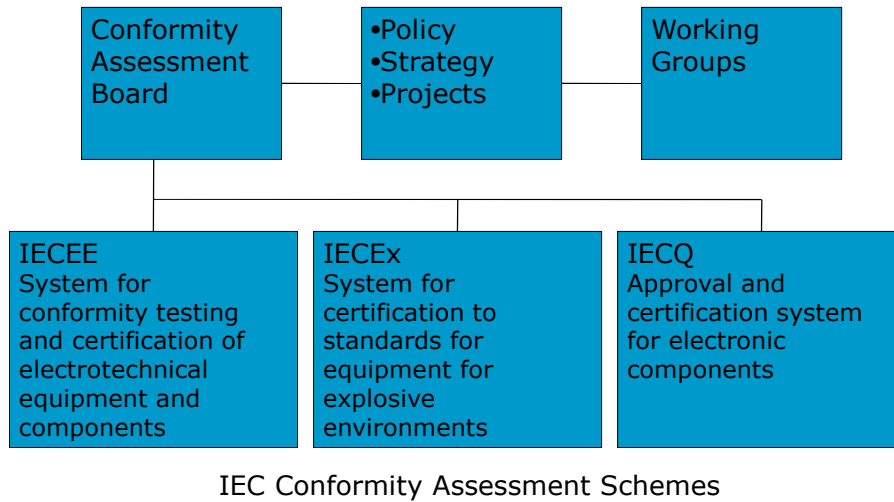 Conformity
Assessment
Board
•Policy
•Strategy
•Projects
Working
Groups
IECEE
System for
conformity testing
and certification of
electrotechnical
equipment and
components
IECEx
System for
certification to
standards for
equipment for
explosive
environments
IECQ
Approval and
certification system
for electronic
components
IEC Conformity Assessment Schemes